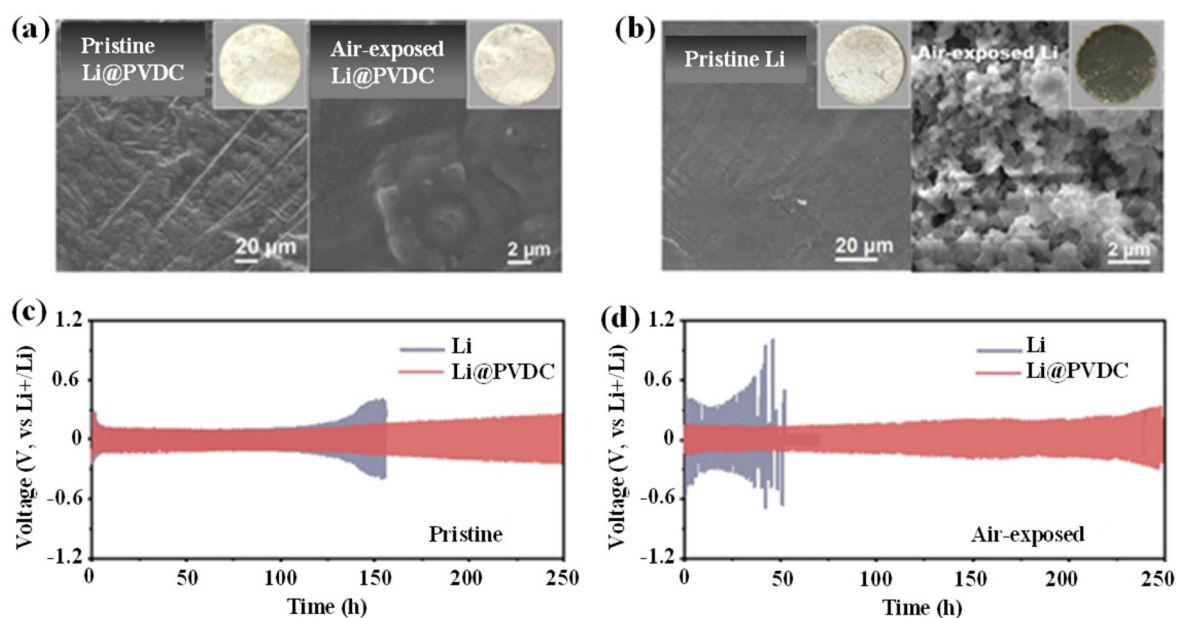 (a)
Pristine
Li@PVDC
20 μm
Air-exposed
Li@PVDC
2 μm
(b)
Pristine Li
20 μm
Air-exposed Li
2 μm
(c)
Voltage (V, vs Li+/Li)
1.2
0.6
0
-0.6
-1.2
Li
Li@PVDC
Pristine
0 50 100 150 200 250
Time (h)
(d)
Voltage (V, vs Li+/Li)
1.2
0.6
0
-0.6
-1.2
Li
Li@PVDC
Air-exposed
0 50 100 150 200 250
Time (h)